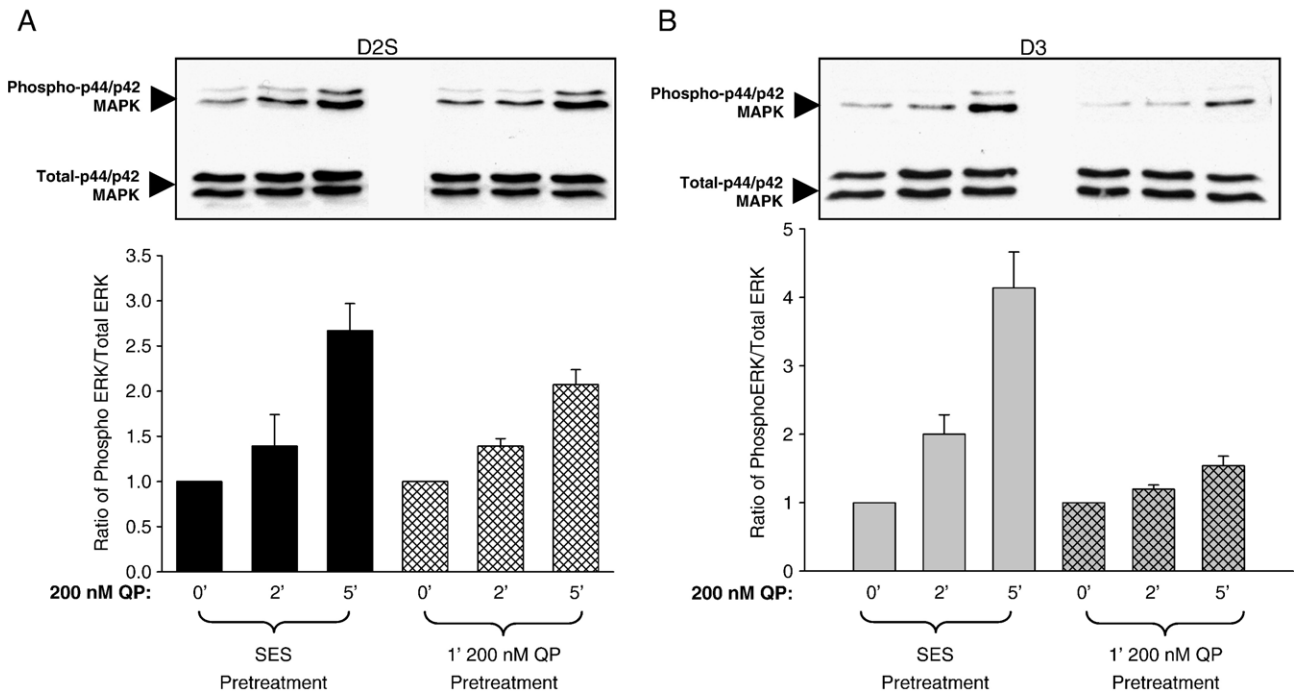 A
D2S
Phospho-p44/p42
MAPK
Total-p44/p42
MAPK
Ratio of Phospho ERK/Total ERK
3.5
3.0
2.5
2.0
1.5
1.0
0.5
0.0
200 nM QP: 0' 2' 5' 0' 2' 5'
SES 1' 200 nM QP
Pretreatment Pretreatment
B
D3
Phospho-p44/p42
MAPK
Total-p44/p42
MAPK
Ratio of PhosphoERK/Total ERK
5
4
3
2
1
0
200 nM QP: 0' 2' 5' 0' 2' 5'
SES 1' 200 nM QP
Pretreatment Pretreatment